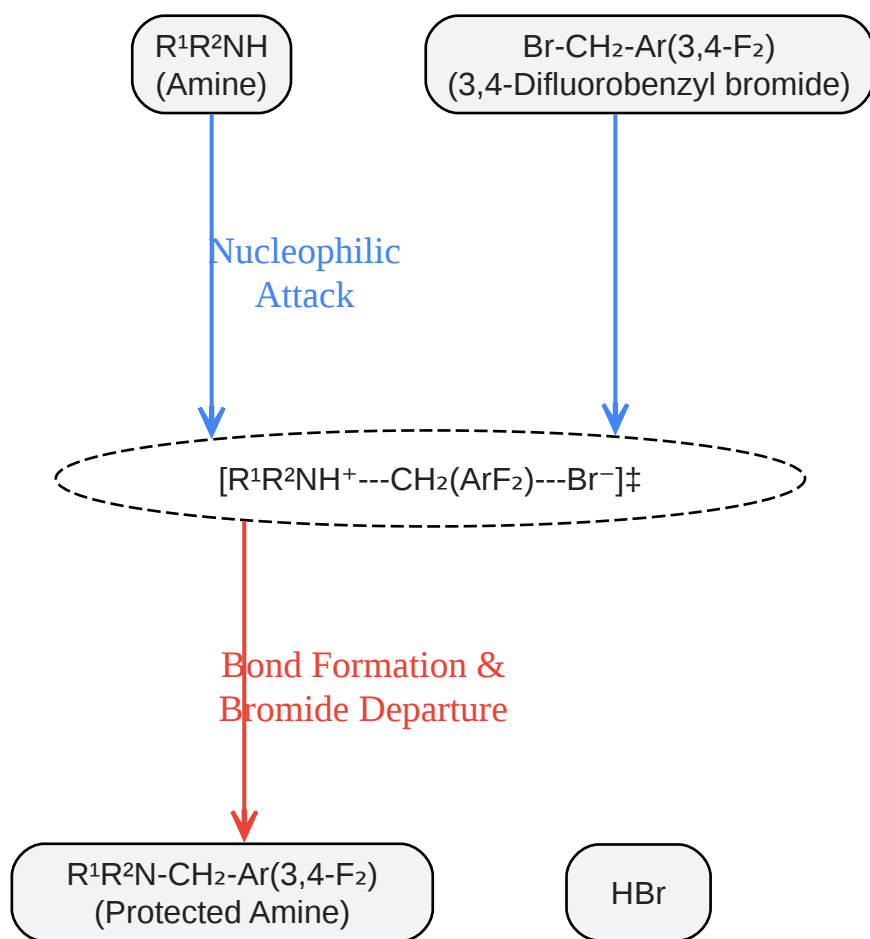 R¹R²NH
(Amine)
Br-CH₂-Ar(3,4-F₂)
(3,4-Difluorobenzyl bromide)
Nucleophilic
Attack
[R¹R²NH⁺---CH₂(ArF₂)---Br⁻]‡
Bond Formation &
Bromide Departure
R¹R²N-CH₂-Ar(3,4-F₂)
(Protected Amine)
HBr